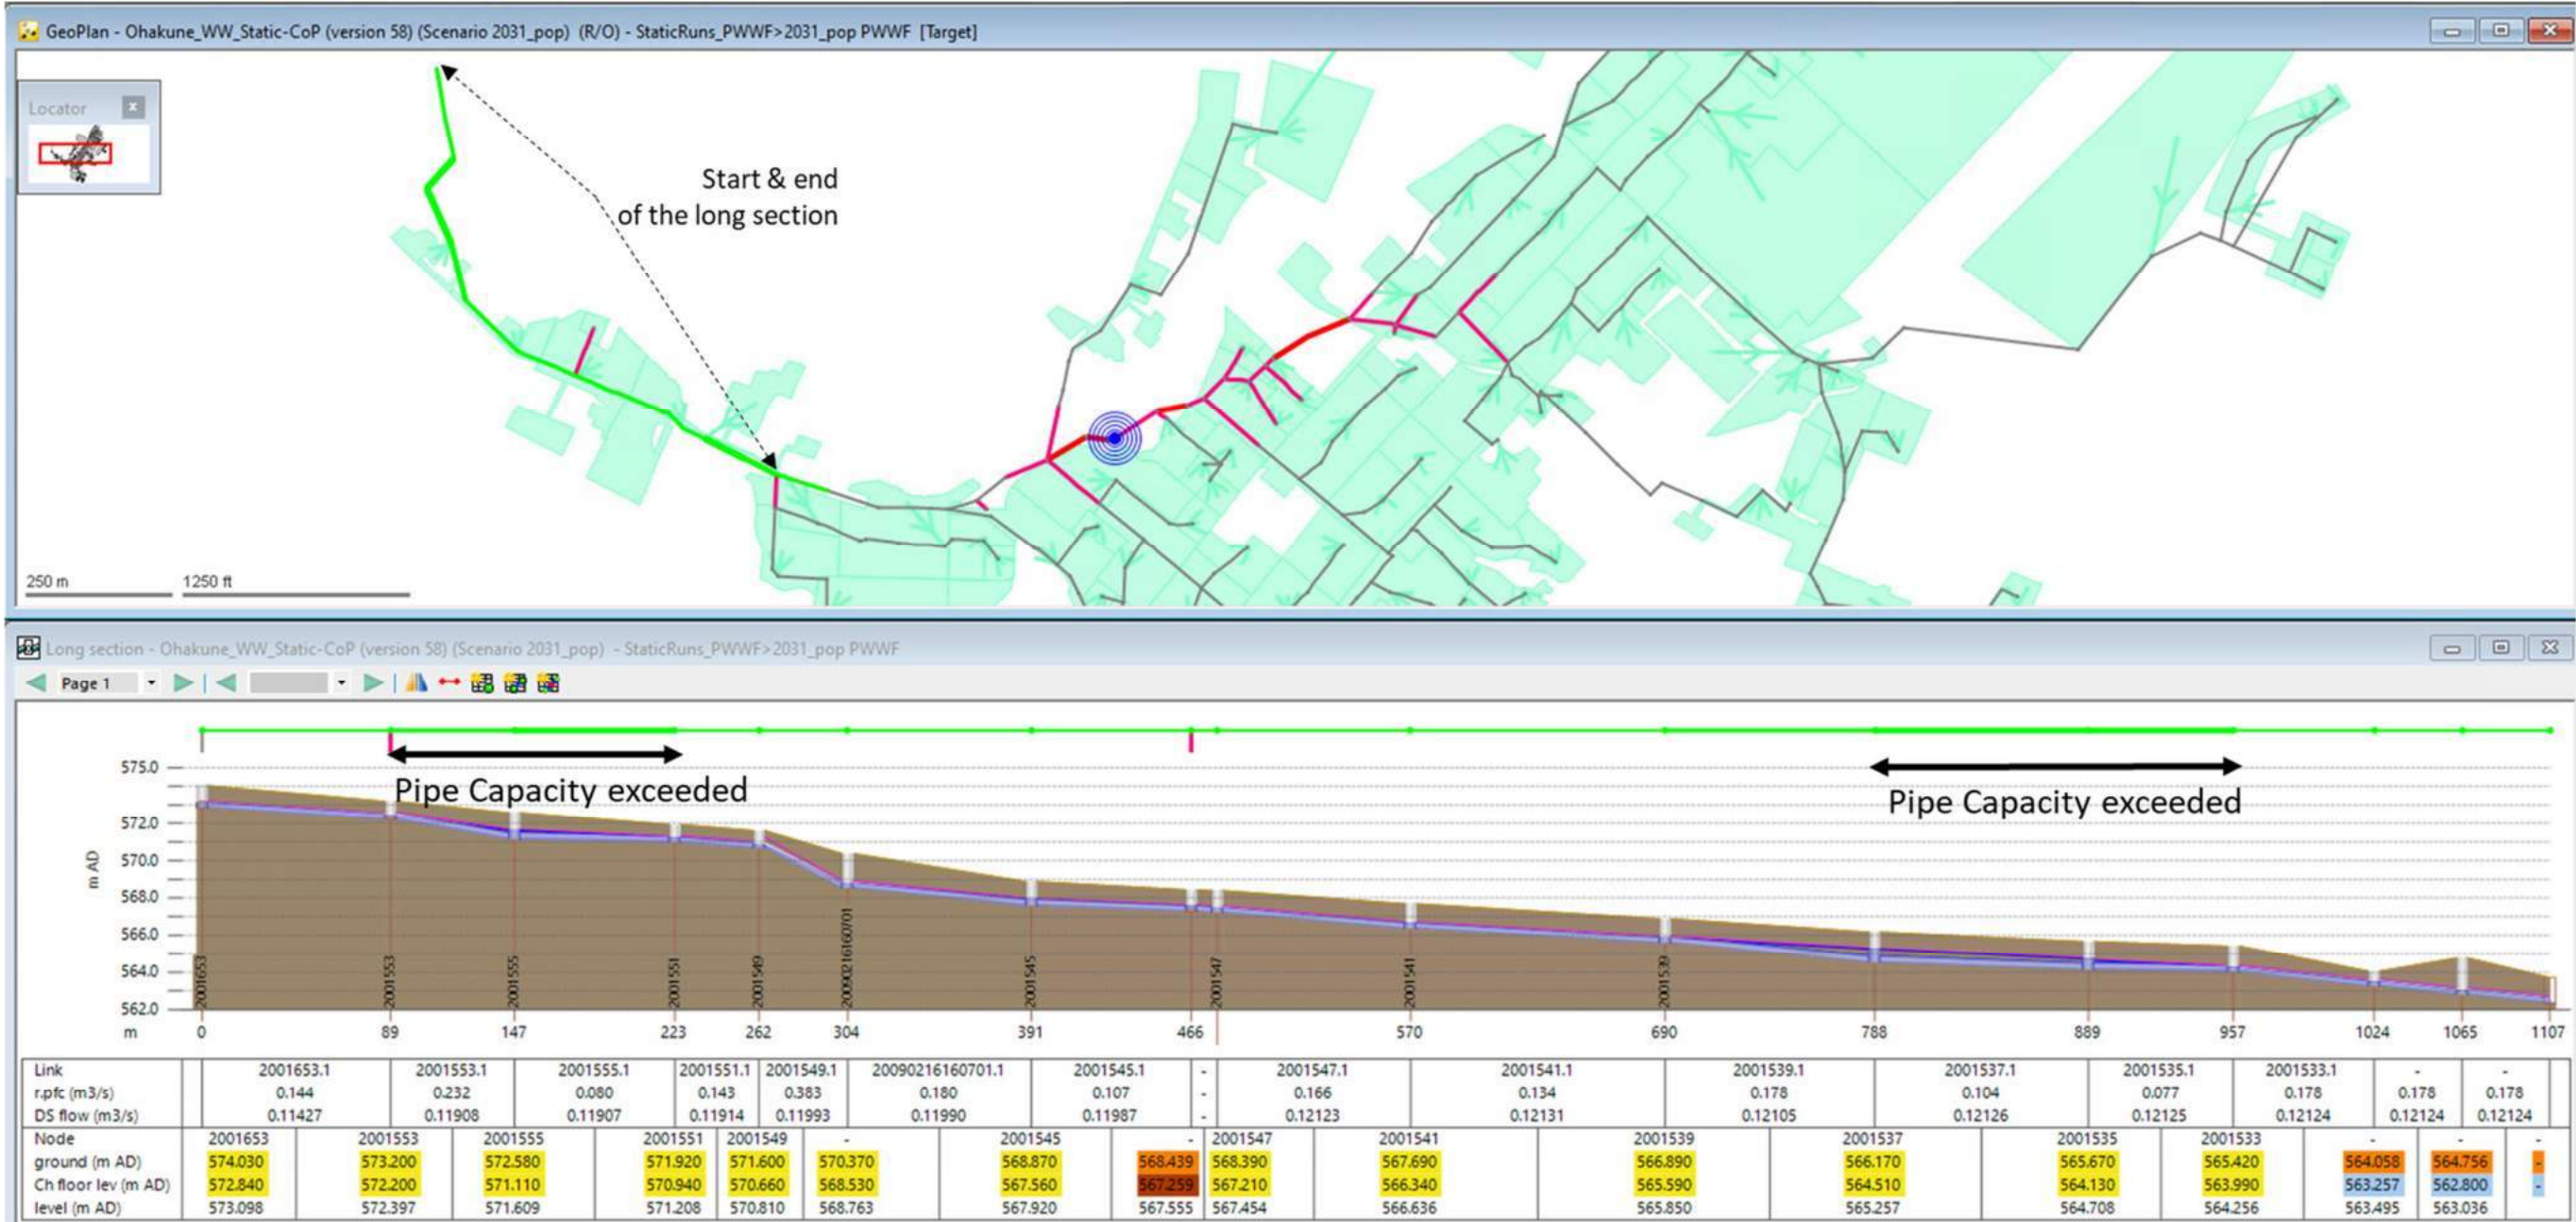 GeoPlan - Ohakune_WW_Static-CoP (version 58) (Scenario 2031_pop) (R/O) - StaticRuns_PWWF>2031_pop PWWF [Target]
Locator
Start & end
of the long section
250 m 1250 ft
Long section - Ohakune_WW_Static-CoP (version 58) (Scenario 2031_pop) - StaticRuns_PWWF>2031_pop PWWF
Page 1
575.0
Pipe Capacity exceeded
Pipe Capacity exceeded
572.0
570.0
m AD
568.0
566.0
564.0
562.0
2001653 2001553 2001555 2001551 2001549 20090216160701 2001545 2001547 2001541 2001539
m 0 89 147 223 262 304 391 466 570 690 788 889 957 1024 1065 1107
Link 2001653.1 2001553.1 2001555.1 2001551.1 2001549.1 20090216160701.1 2001545.1 - 2001547.1 2001541.1 2001539.1 2001537.1 2001535.1 2001533.1 - -
r.pfc (m3/s) 0.144 0.232 0.080 0.143 0.383 0.180 0.107 - 0.166 0.134 0.178 0.104 0.077 0.178 0.178 0.178
DS flow (m3/s) 0.11427 0.11908 0.11907 0.11914 0.11993 0.11990 0.11987 - 0.12123 0.12131 0.12105 0.12126 0.12125 0.12124 0.12124 0.12124
Node 2001653 2001553 2001555 2001551 2001549 - 2001545 - 2001547 2001541 2001539 2001537 2001535 2001533 - - -
ground (m AD) 574.030 573.200 572.580 571.920 571.600 570.370 568.870 568.439 568.390 567.690 566.890 566.170 565.670 565.420 564.058 564.756 -
Ch floor lev (m AD) 572.840 572.200 571.110 570.940 570.660 568.530 567.560 567.259 567.210 566.340 565.590 564.510 564.130 563.990 563.257 562.800 -
level (m AD) 573.098 572.397 571.609 571.208 570.810 568.763 567.920 567.555 567.454 566.636 565.850 565.257 564.708 564.256 563.495 563.036